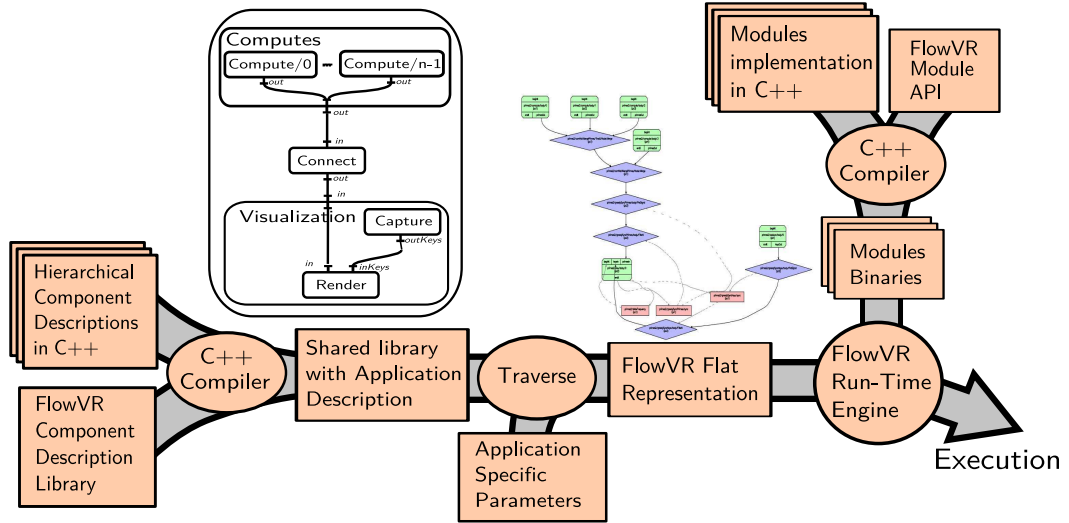 Computes
Compute/0
Compute/n-1
out
out
out
in
Connect
out
in
Visualization
Capture
outKeys
in
inKeys
Render
Modules
implementation
in C++
FlowVR
Module
API
C++
Compiler
Modules
Binaries
Hierarchical
Component
Descriptions
in C++
C++
Compiler
FlowVR
Component
Description
Library
Shared library
with Application
Description
Traverse
Application
Specific
Parameters
FlowVR Flat
Representation
FlowVR
Run-Time
Engine
Execution